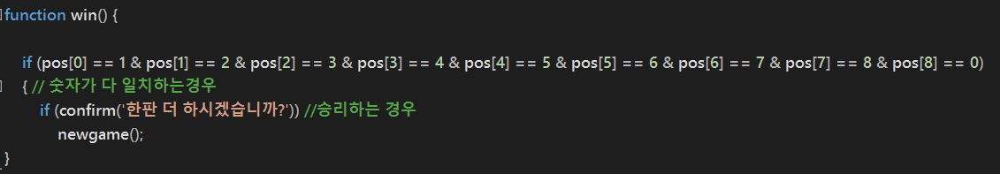 function win() {
if (pos[0] == 1 & pos[1] == 2 & pos[2] == 3 & pos[3] == 4 & pos[4] == 5 & pos[5] == 6 & pos[6] == 7 & pos[7] == 8 & pos[8] == 0)
{ // 숫자가 다 일치하는경우
if (confirm('한판 더 하시겠습니까?')) //승리하는 경우
newgame();
}